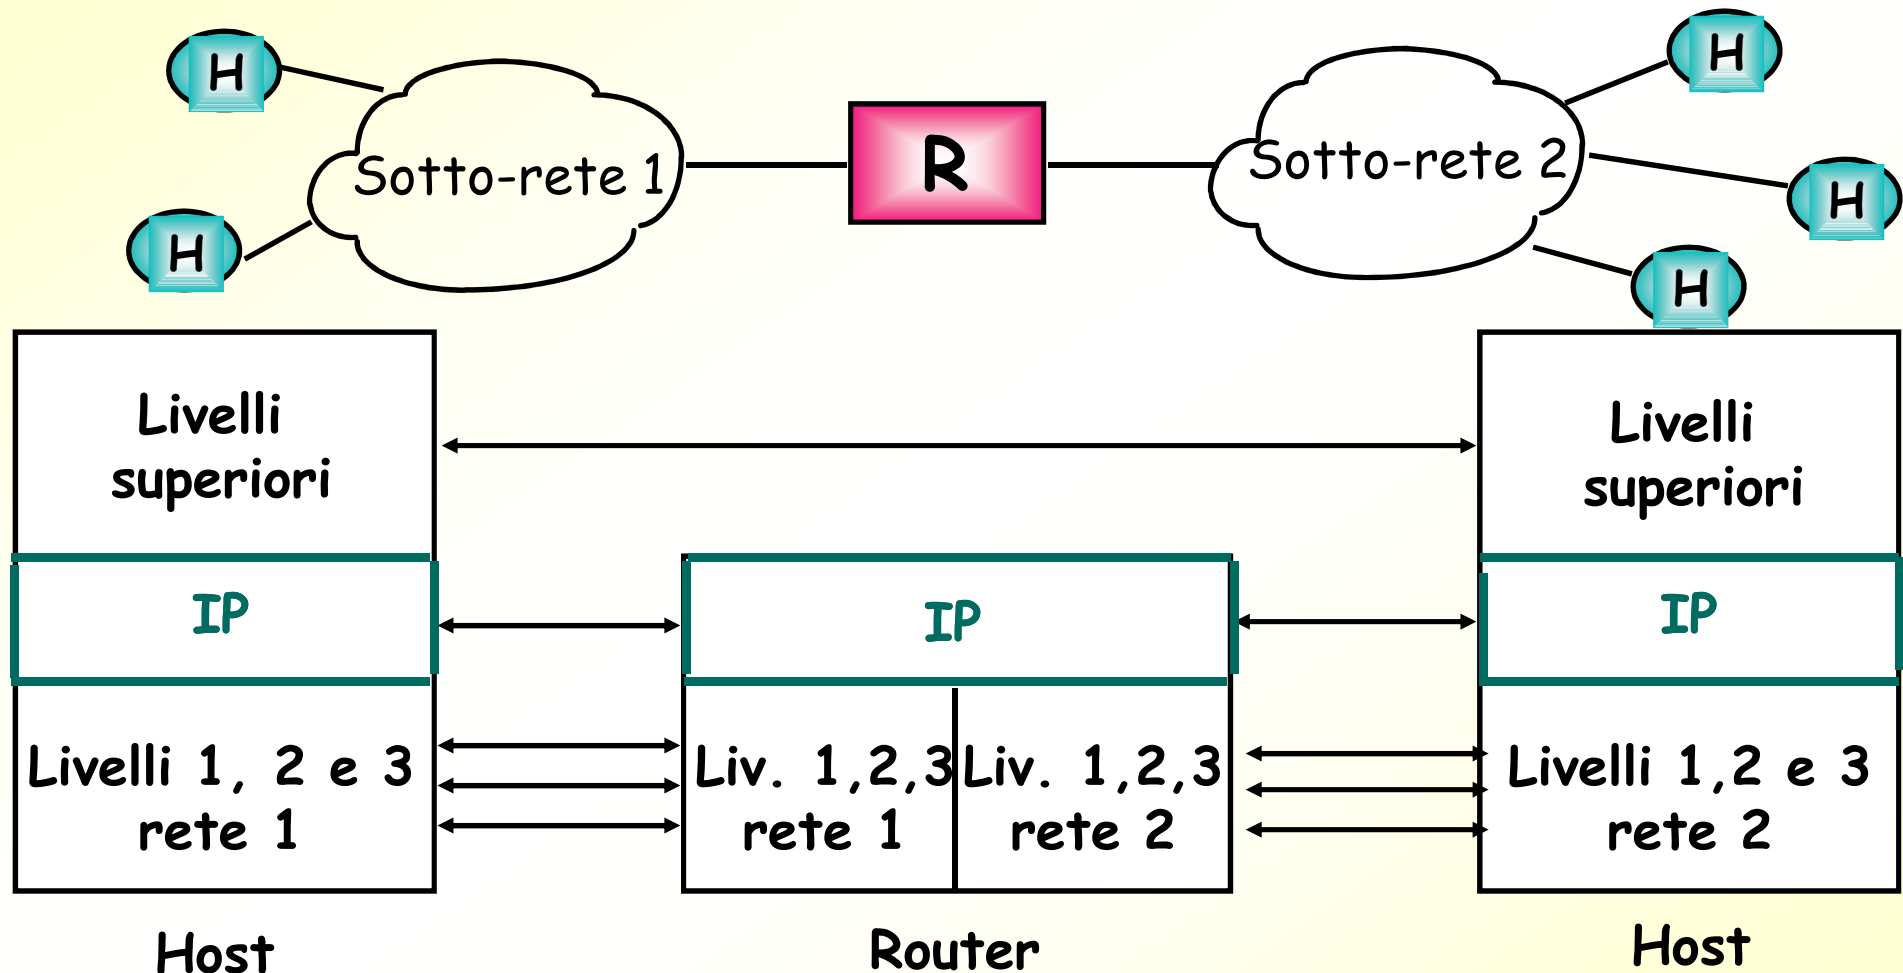 H
H
H
Sotto-rete 1
R
Sotto-rete 2
H
H
Livelli
superiori
Livelli
superiori
IP
IP
IP
Livelli 1, 2 e 3
rete 1
Liv. 1,2,3
rete 1
Liv. 1,2,3
rete 2
Livelli 1,2 e 3
rete 2
Host
Router
Host